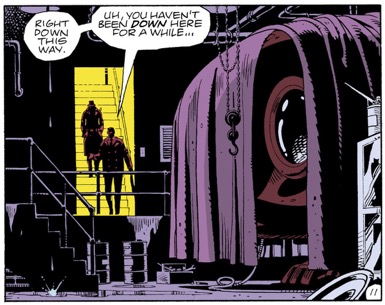 RIGHT
DOWN
THIS
WAY.
UH, YOU HAVEN'T
BEEN DOWN HERE
FOR A WHILE...
11